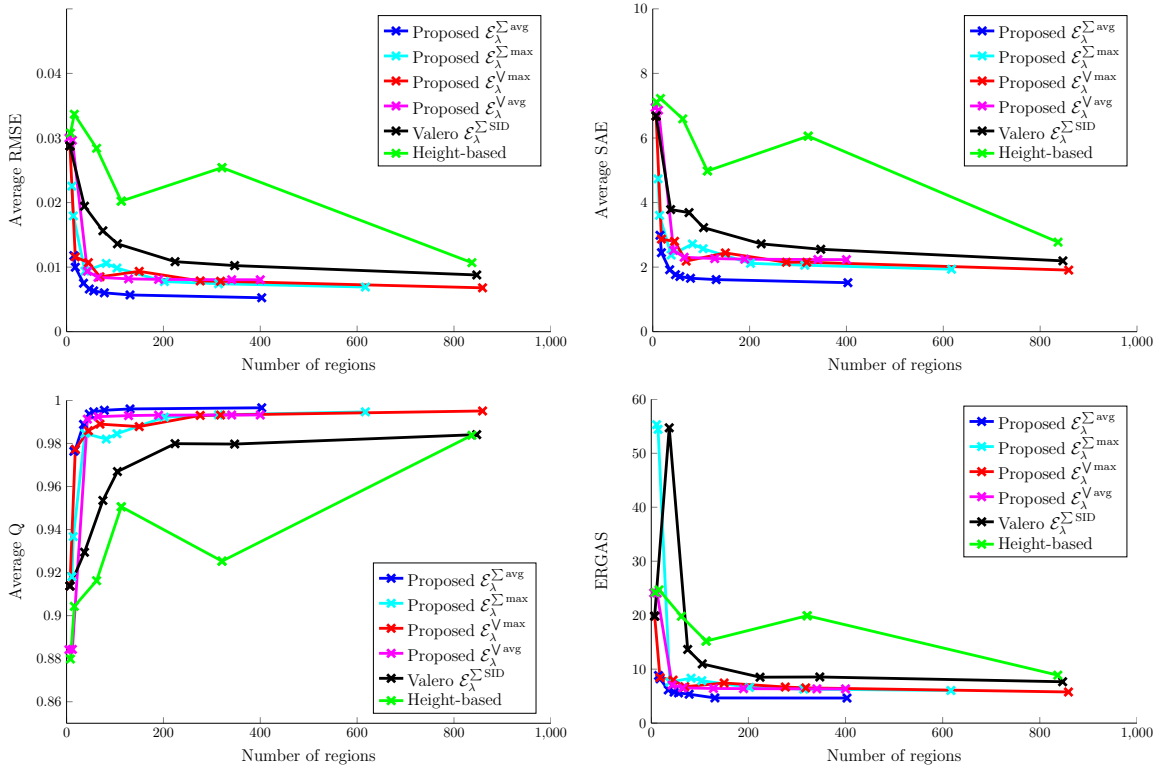 Proposed ℰ_λ^{∑ avg}
Proposed ℰ_λ^{∑ max}
Proposed ℰ_λ^{⋁ max}
Proposed ℰ_λ^{⋁ avg}
Valero ℰ_λ^{∑ SID}
Height-based
0.05
0.04
0.03
0.02
0.01
0
Average RMSE
0 200 400 600 800 1,000
Number of regions
Proposed ℰ_λ^{∑ avg}
Proposed ℰ_λ^{∑ max}
Proposed ℰ_λ^{⋁ max}
Proposed ℰ_λ^{⋁ avg}
Valero ℰ_λ^{∑ SID}
Height-based
10
8
6
4
2
0
Average SAE
0 200 400 600 800 1,000
Number of regions
1
0.98
0.96
0.94
0.92
0.9
0.88
0.86
Average Q
Proposed ℰ_λ^{∑ avg}
Proposed ℰ_λ^{∑ max}
Proposed ℰ_λ^{⋁ max}
Proposed ℰ_λ^{⋁ avg}
Valero ℰ_λ^{∑ SID}
Height-based
0 200 400 600 800 1,000
Number of regions
60
50
40
30
20
10
0
ERGAS
Proposed ℰ_λ^{∑ avg}
Proposed ℰ_λ^{∑ max}
Proposed ℰ_λ^{⋁ max}
Proposed ℰ_λ^{⋁ avg}
Valero ℰ_λ^{∑ SID}
Height-based
0 200 400 600 800 1,000
Number of regions